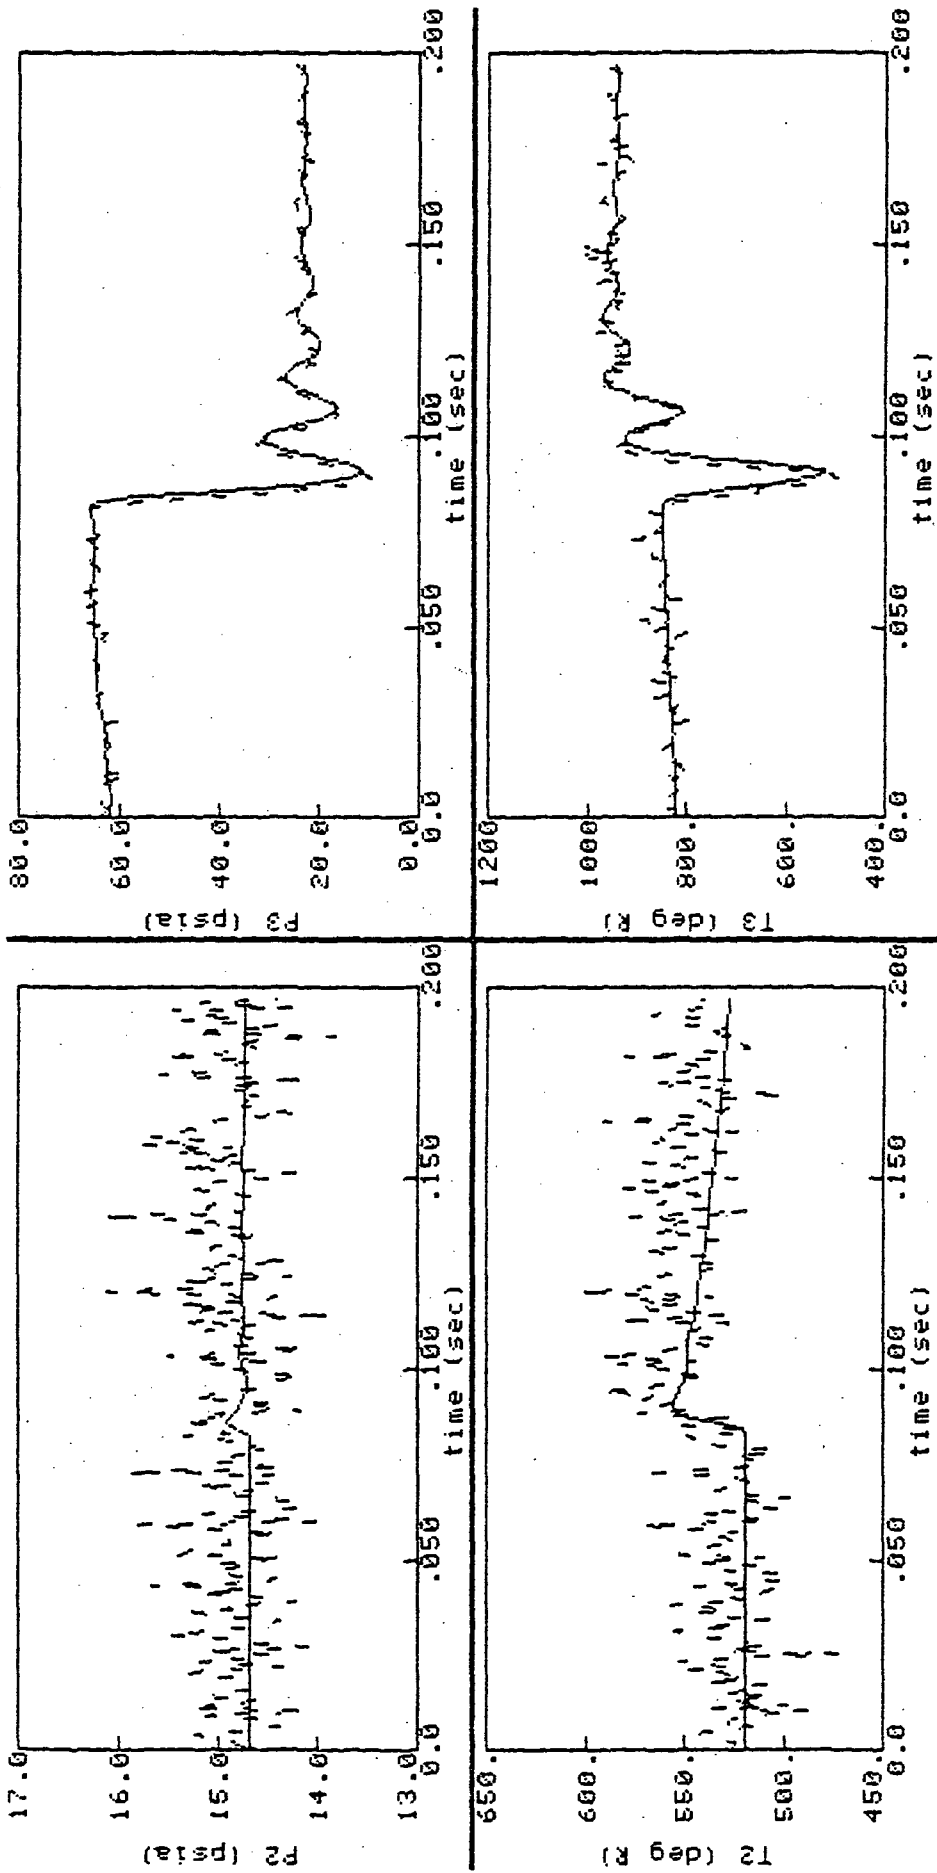 P2 (psia)
17.0
16.0
15.0
14.0
13.0
0.0 .050 .100 .150 .200
time (sec)
P3 (psia)
80.0
60.0
40.0
20.0
0.0
0.0 .050 .100 .150 .200
time (sec)
T2 (deg R)
650.
600.
550.
500.
450.
0.0 .050 .100 .150 .200
time (sec)
T3 (deg R)
1200
1000.
800.
600.
400.
0.0 .050 .100 .150 .200
time (sec)